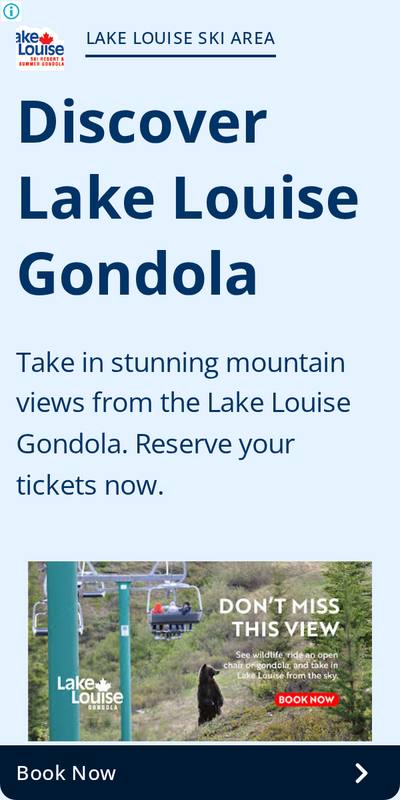 Lake
Louise
SKI RESORT &
SUMMER GONDOLA
LAKE LOUISE SKI AREA
Discover
Lake Louise
Gondola
Take in stunning mountain
views from the Lake Louise
Gondola. Reserve your
tickets now.
DON'T MISS
THIS VIEW
See wildlife, ride an open
chair or gondola, and take in
Lake Louise from the sky.
BOOK NOW
Lake
Louise
GONDOLA
Book Now